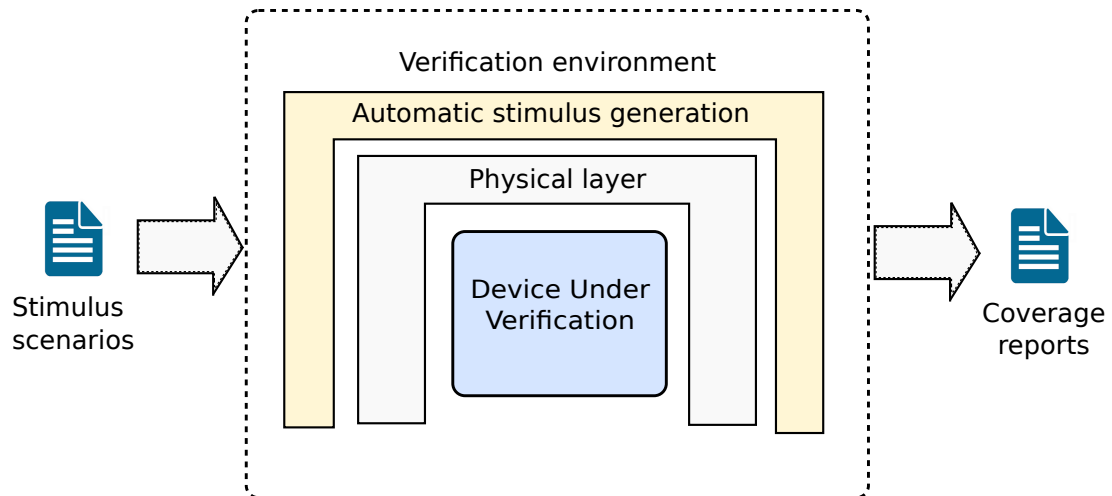 Verification environment
Automatic stimulus generation
Physical layer
Device Under
Verification
Stimulus
scenarios
Coverage
reports